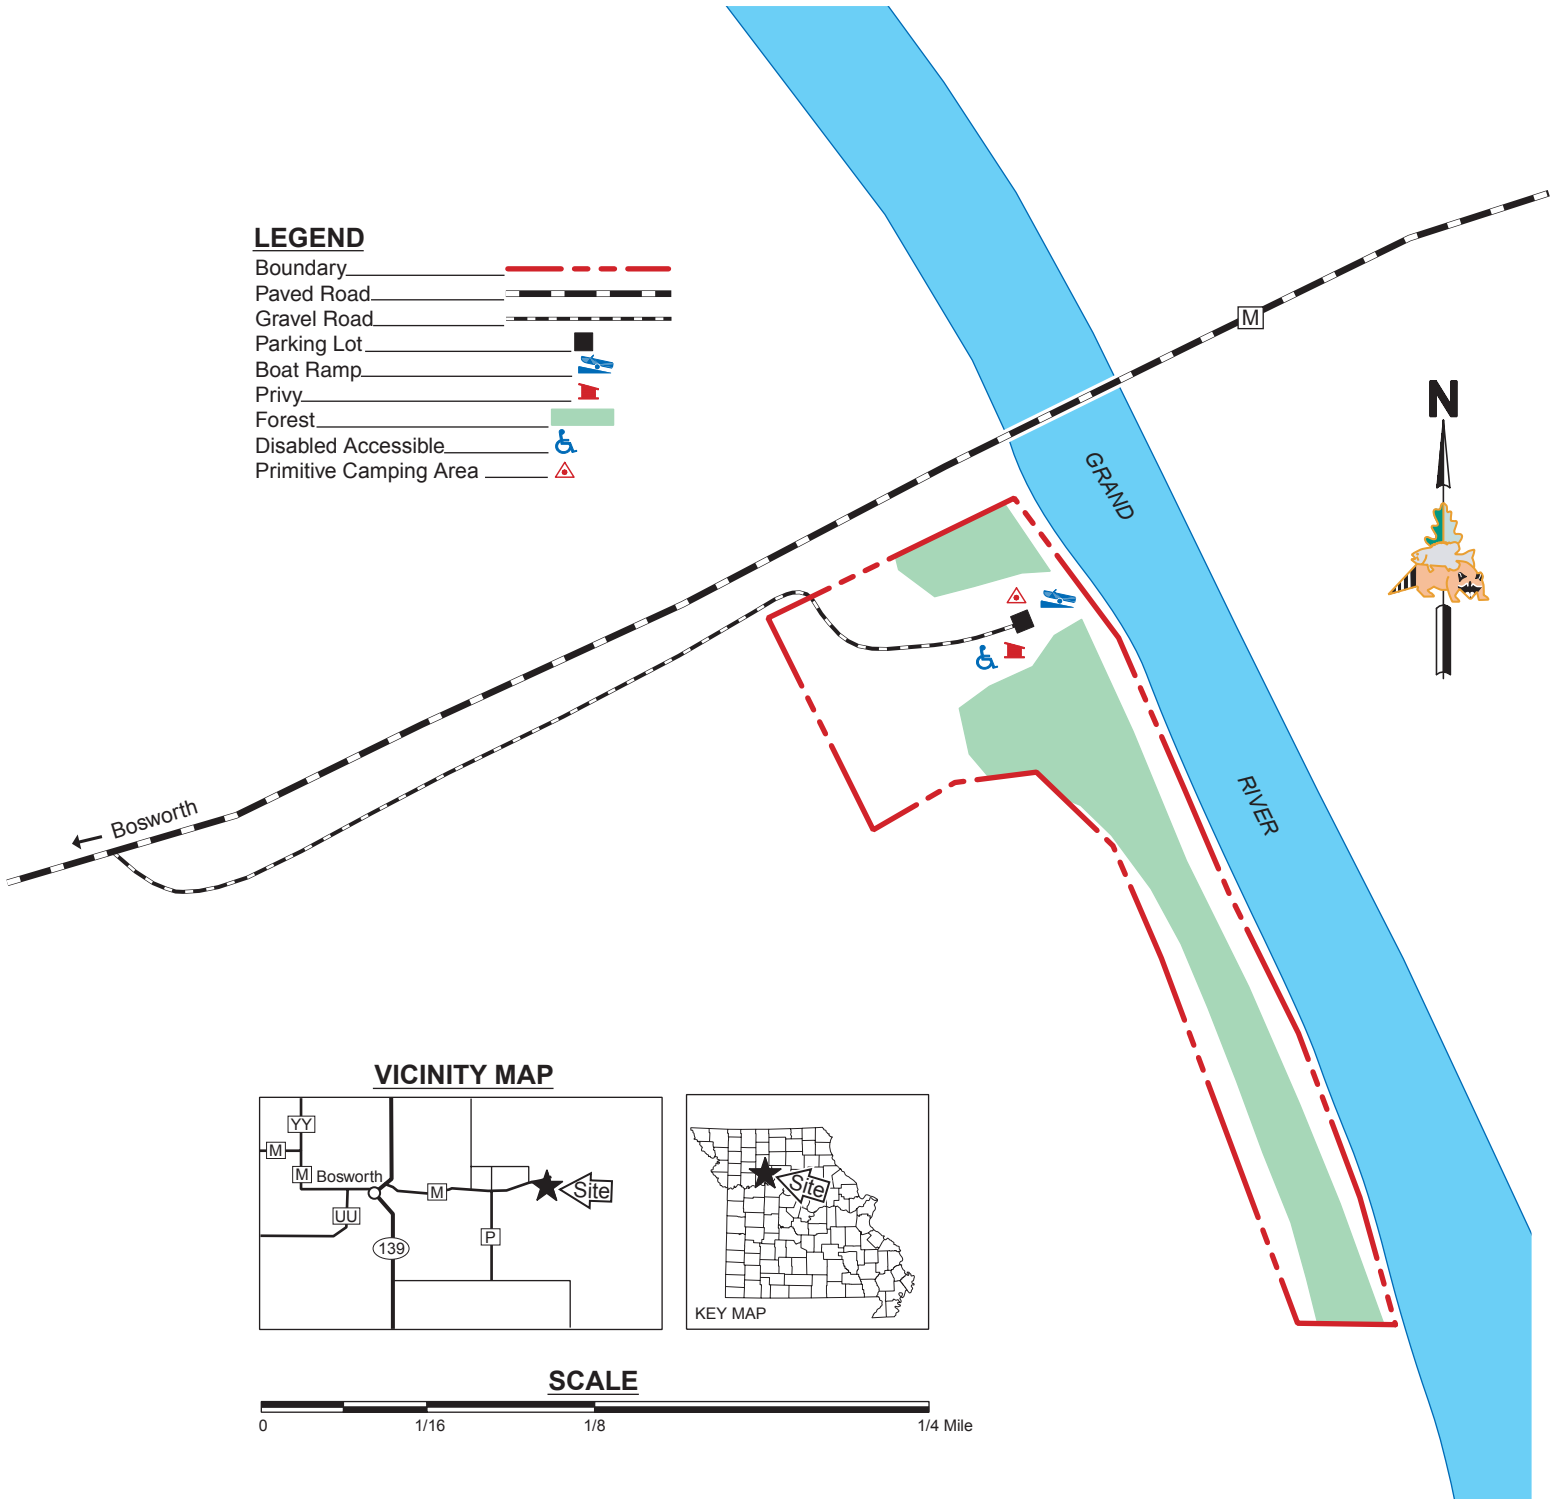 LEGEND
Boundary
Paved Road
Gravel Road
Parking Lot
Boat Ramp
Privy
Forest
Disabled Accessible
Primitive Camping Area
M
N
GRAND
RIVER
Bosworth
VICINITY MAP
YY
M
M
Bosworth
M
UU
139
P
Site
Site
KEY MAP
SCALE
0 1/16 1/8 1/4 Mile